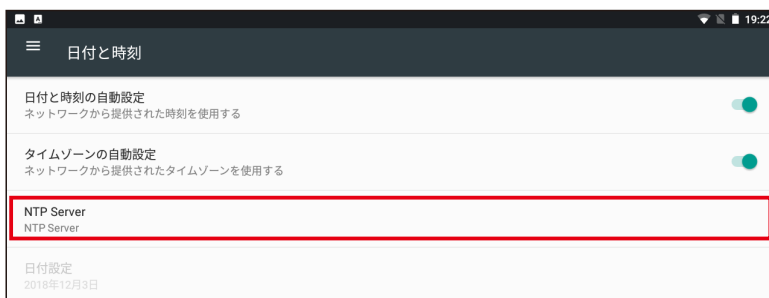 19:22
日付と時刻
日付と時刻の自動設定
ネットワークから提供された時刻を使用する
タイムゾーンの自動設定
ネットワークから提供されたタイムゾーンを使用する
NTP Server
NTP Server
日付設定
2018年12月3日